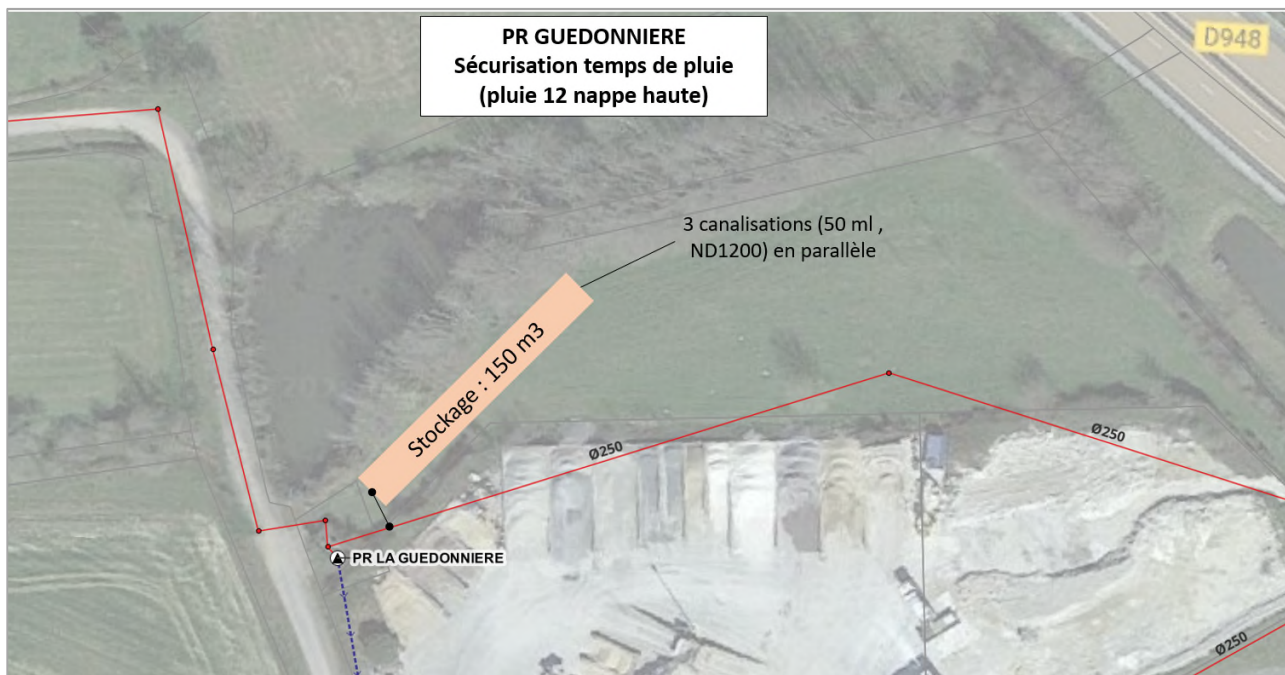 PR GUEDONNIERE
Sécurisation temps de pluie
(pluie 12 nappe haute)
D948
3 canalisations (50 ml ,
ND1200) en parallèle
Stockage : 150 m3
Ø250
Ø250
PR LA GUEDONNIERE
Ø250